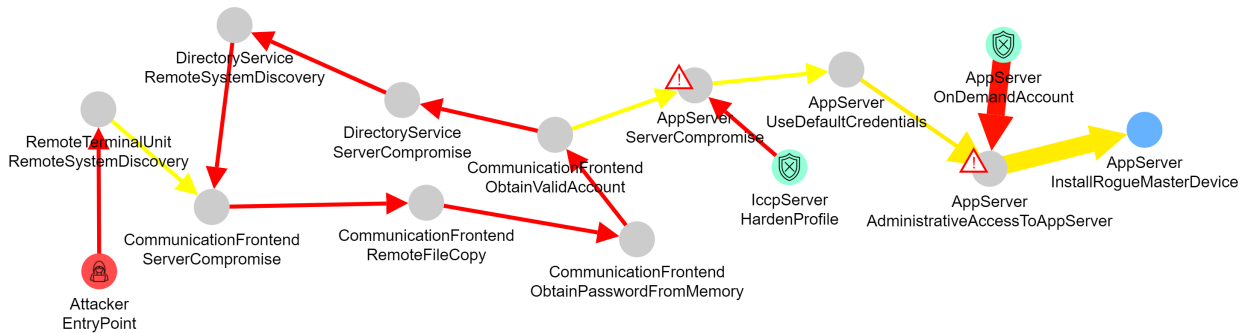 DirectoryService
RemoteSystemDiscovery
RemoteTerminalUnit
RemoteSystemDiscovery
DirectoryService
ServerCompromise
CommunicationFrontend
ObtainValidAccount
AppServer
ServerCompromise
AppServer
UseDefaultCredentials
AppServer
OnDemandAccount
AppServer
InstallRogueMasterDevice
IccpServer
HardenProfile
AppServer
AdministrativeAccessToAppServer
CommunicationFrontend
ServerCompromise
CommunicationFrontend
RemoteFileCopy
CommunicationFrontend
ObtainPasswordFromMemory
Attacker
EntryPoint